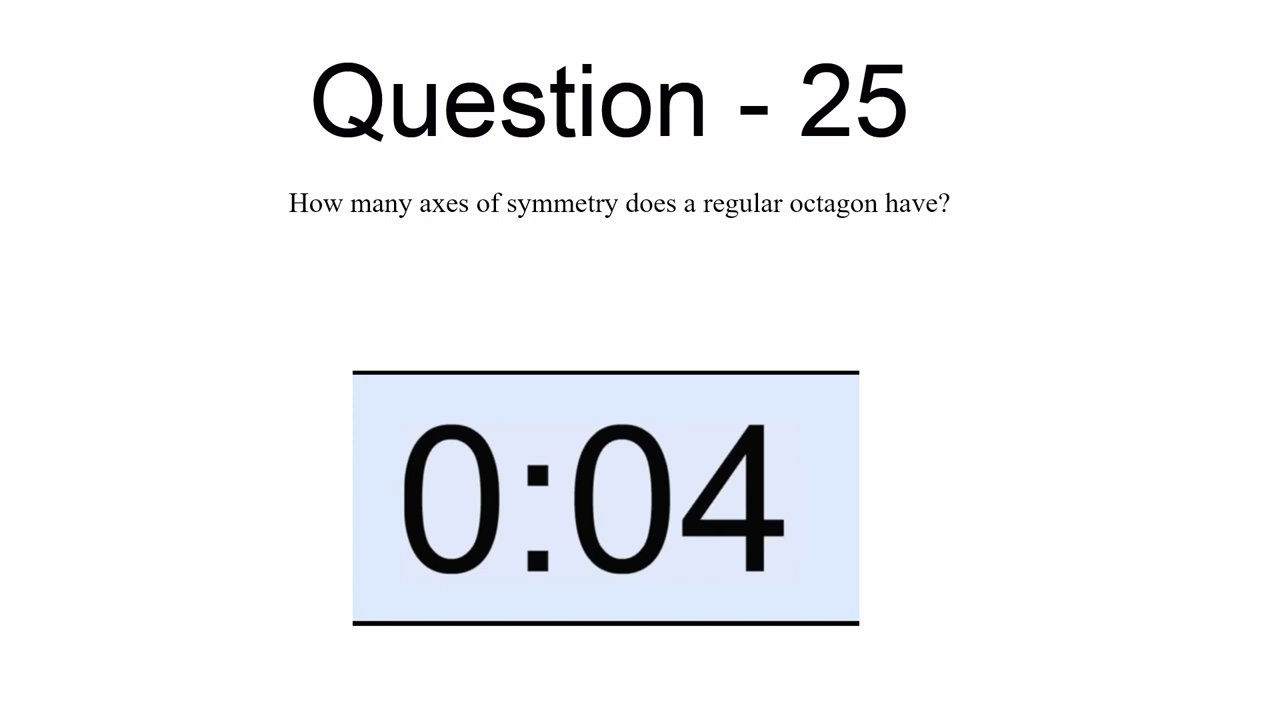 Question - 25
How many axes of symmetry does a regular octagon have?
0:04